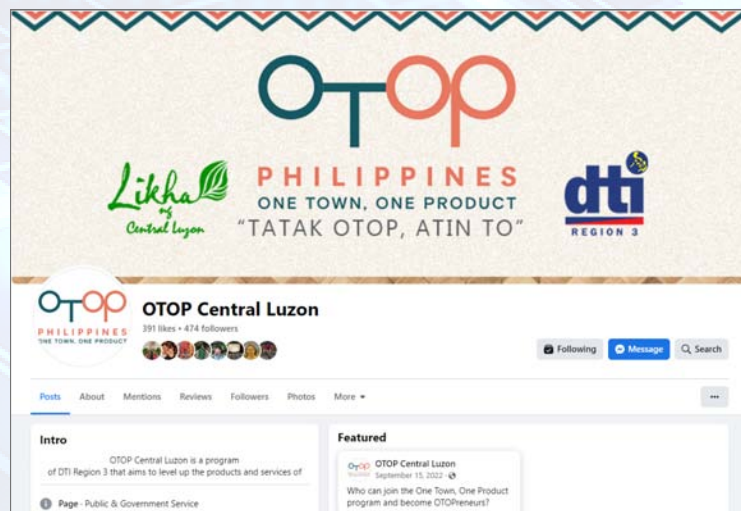 OTOP
PHILIPPINES
ONE TOWN, ONE PRODUCT
"TATAK OTOP, ATIN TO"
Likha
ng
Central Luzon
dti
REGION 3
OTOP
PHILIPPINES
ONE TOWN, ONE PRODUCT
OTOP Central Luzon
391 likes • 474 followers
Following
Message
Search
Posts About Mentions Reviews Followers Photos More
Intro
OTOP Central Luzon is a program
of DTI Region 3 that aims to level up the products and services of
Page · Public & Government Service
Featured
OTOP
OTOP Central Luzon
September 15, 2022 ·
Who can join the One Town, One Product
program and become OTOPreneurs?